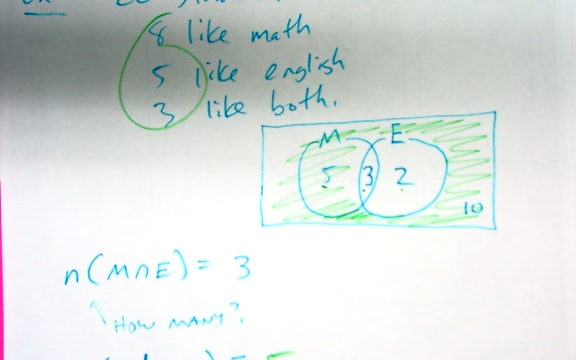 8 like math
5 like english
3 like both.
M E
5 3 2
10
n(M∩E) = 3
HOW MANY?